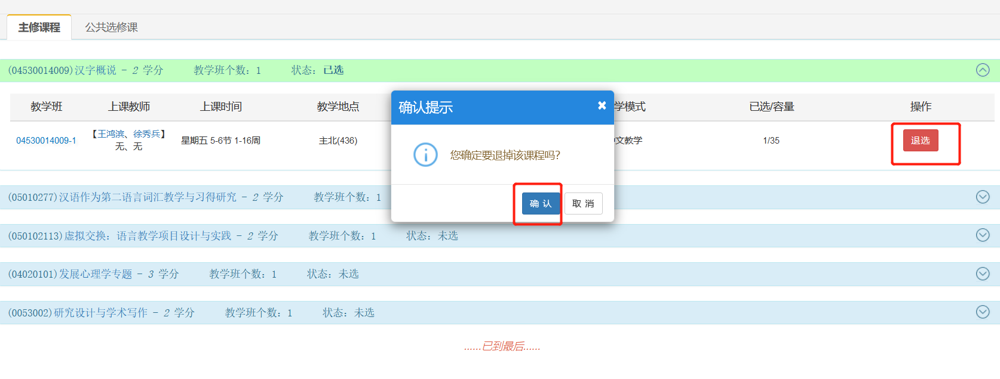 主修课程 公共选修课
(04530014009)汉字概说 - 2 学分 教学班个数：1 状态：已选
教学班 上课教师 上课时间 教学地点 学模式 已选/容量 操作
04530014009-1 【王鸿滨、徐秀兵】 星期五 5-6节 1-16周 主北(436) 文教学 1/35 退选
无、无
确认提示
您确定要退掉该课程吗？
确 认 取 消
(05010277)汉语作为第二语言词汇教学与习得研究 - 2 学分 教学班个数：1
(050102113)虚拟交换：语言教学项目设计与实践 - 2 学分 教学班个数：1 状态：未选
(04020101)发展心理学专题 - 3 学分 教学班个数：1 状态：未选
(0053002)研究设计与学术写作 - 2 学分 教学班个数：1 状态：未选
......已到最后......